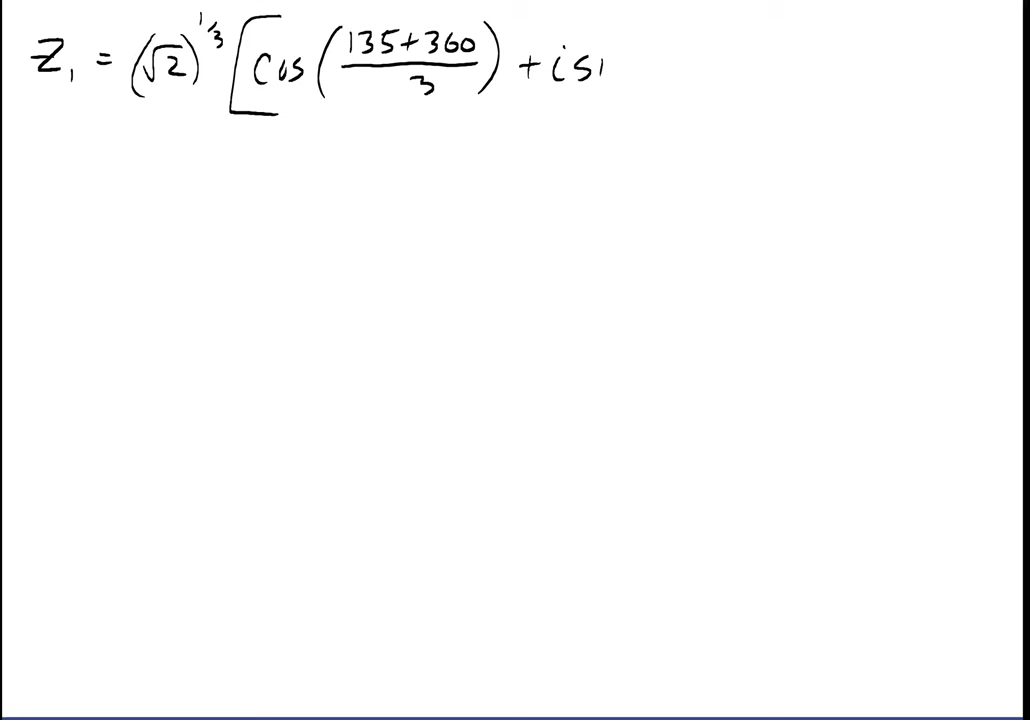 Z₁ = (√2)^⅓ [cos (135+360/3) + i si